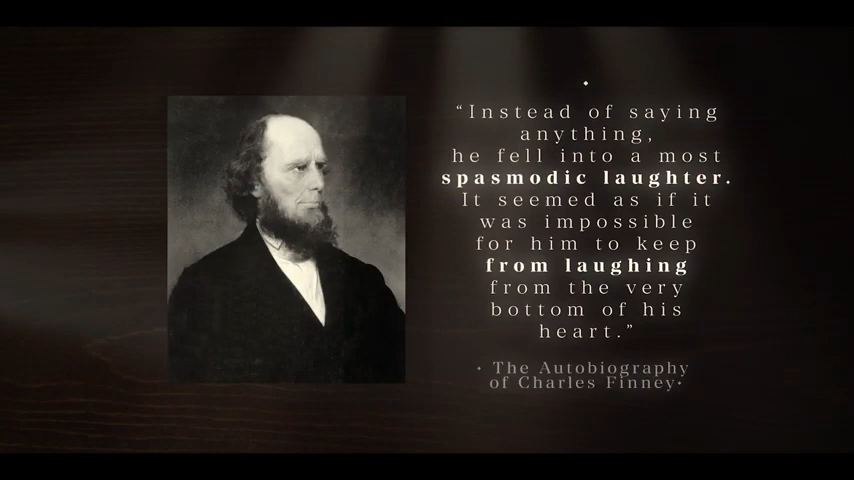 “Instead of saying
anything,
he fell into a most
spasmodic laughter.
It seemed as if it
was impossible
for him to keep
from laughing
from the very
bottom of his
heart.”
• The Autobiography
of Charles Finney•